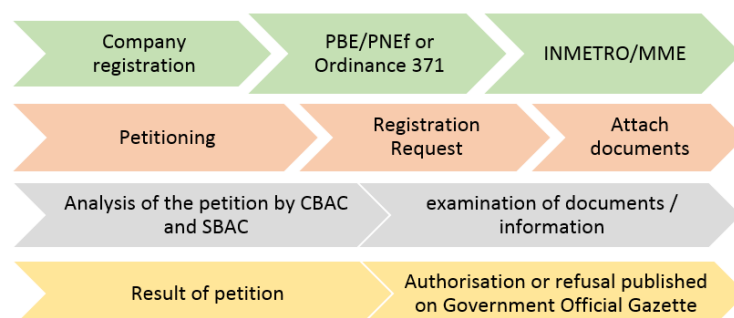 Company
registration
PBE/PNEf or
Ordinance 371
INMETRO/MME
Petitioning
Registration
Request
Attach
documents
Analysis of the petition by CBAC
and SBAC
examination of documents /
information
Result of petition
Authorisation or refusal published
on Government Official Gazette